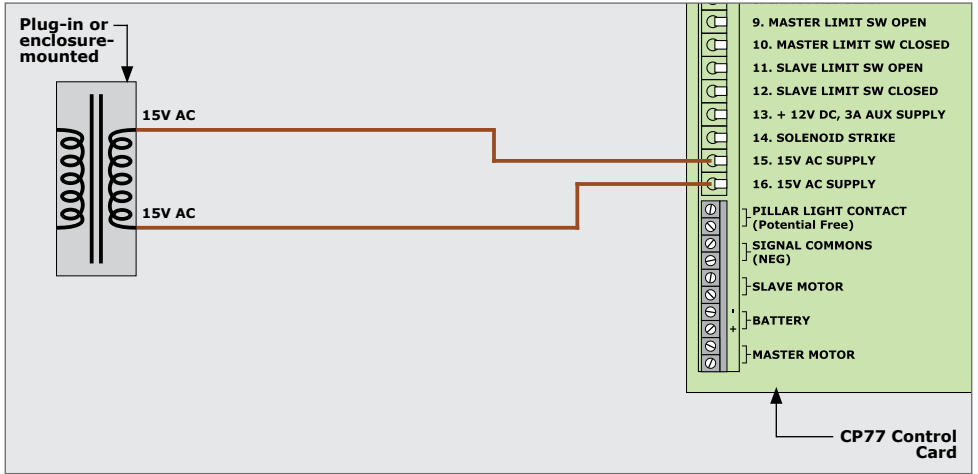 Plug-in or
enclosure-
mounted
15V AC
15V AC
9. MASTER LIMIT SW OPEN
10. MASTER LIMIT SW CLOSED
11. SLAVE LIMIT SW OPEN
12. SLAVE LIMIT SW CLOSED
13. + 12V DC, 3A AUX SUPPLY
14. SOLENOID STRIKE
15. 15V AC SUPPLY
16. 15V AC SUPPLY
PILLAR LIGHT CONTACT
(Potential Free)
SIGNAL COMMONS
(NEG)
SLAVE MOTOR
-
BATTERY
+
MASTER MOTOR
CP77 Control
Card